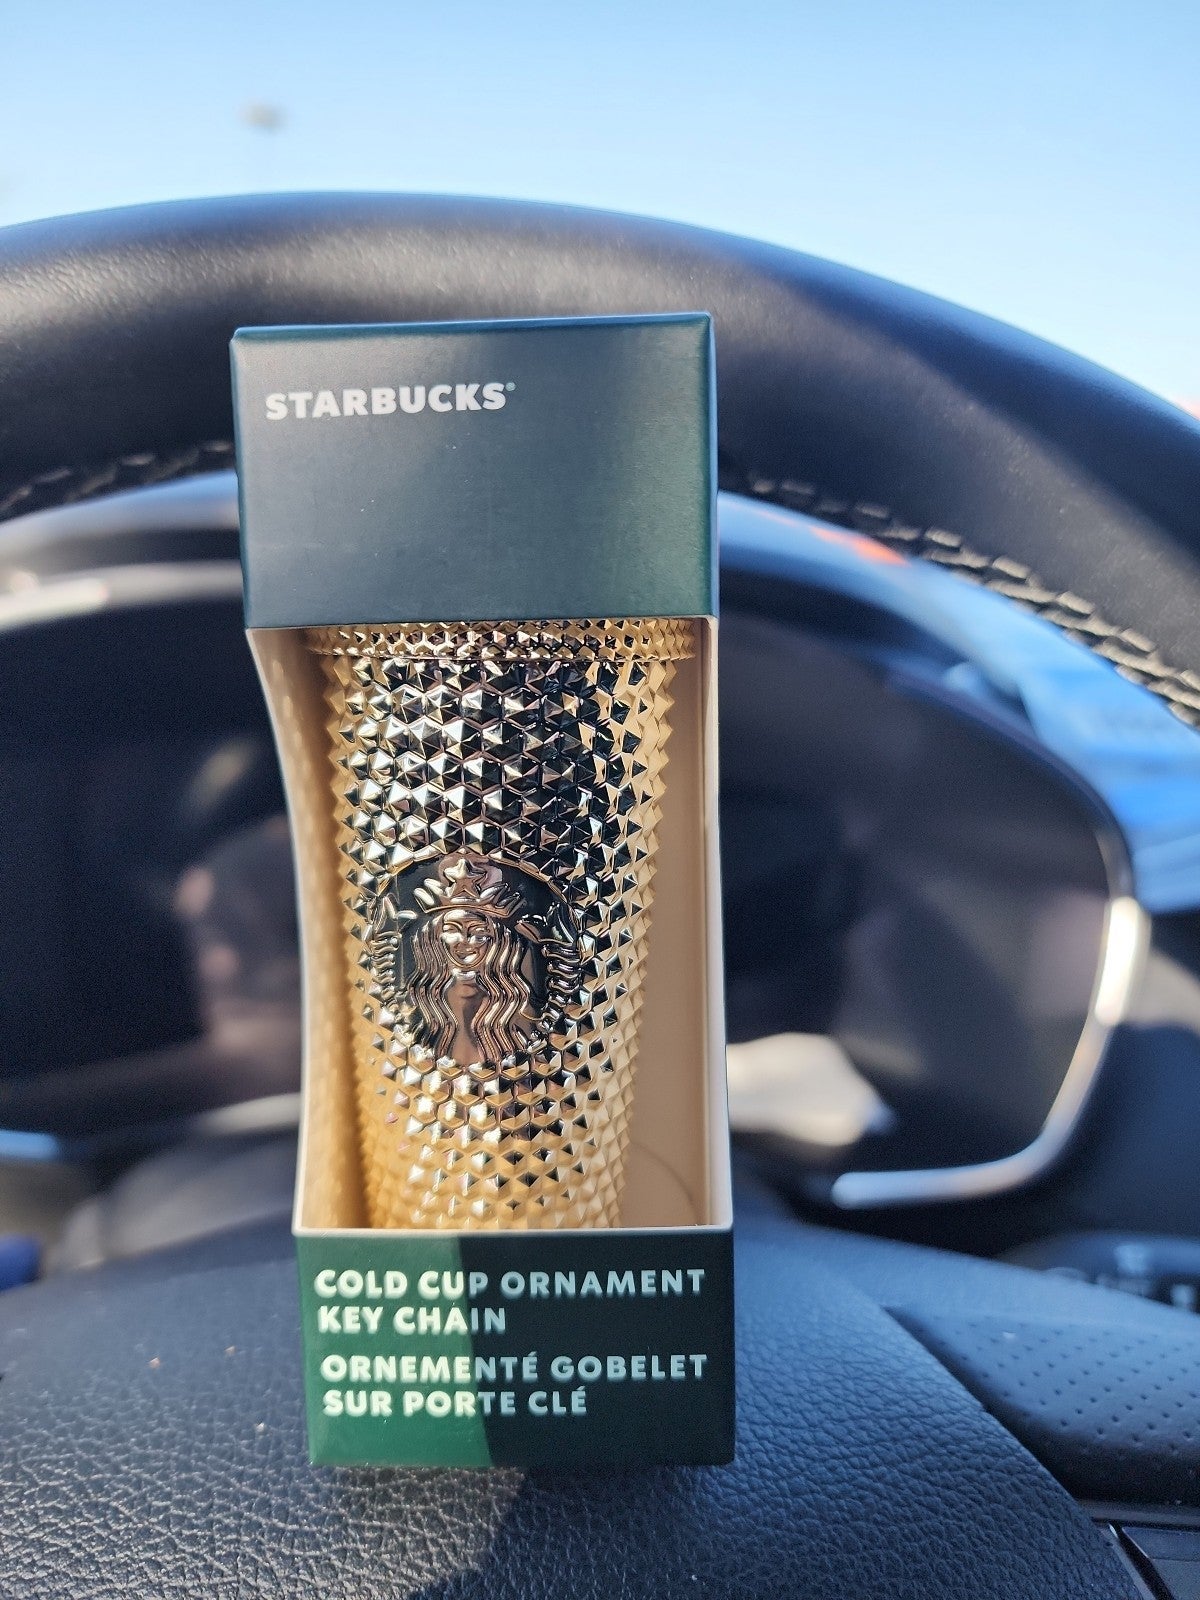 STARBUCKS®
COLD CUP ORNAMENT
KEY CHAIN
ORNEMENTÉ GOBELET
SUR PORTE CLÉ